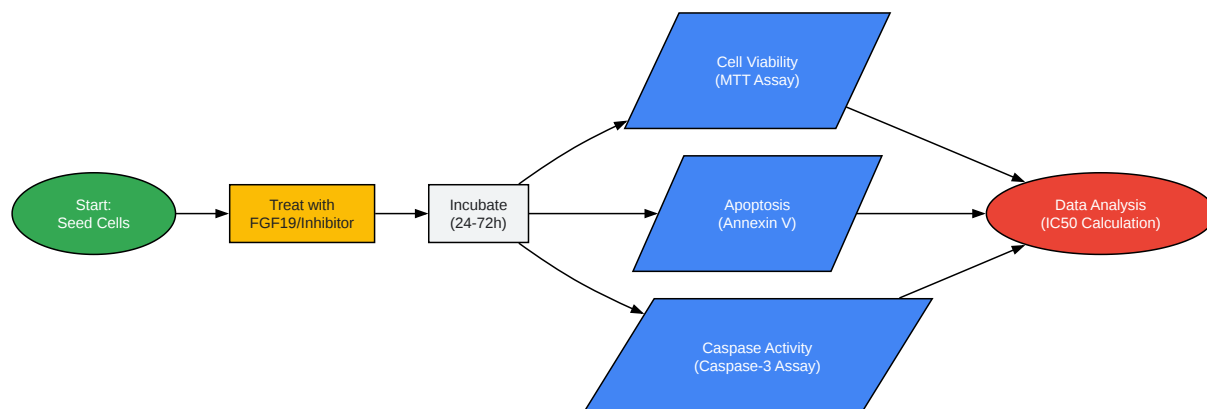 Start:
Seed Cells
Treat with
FGF19/Inhibitor
Incubate
(24-72h)
Cell Viability
(MTT Assay)
Apoptosis
(Annexin V)
Caspase Activity
(Caspase-3 Assay)
Data Analysis
(IC50 Calculation)